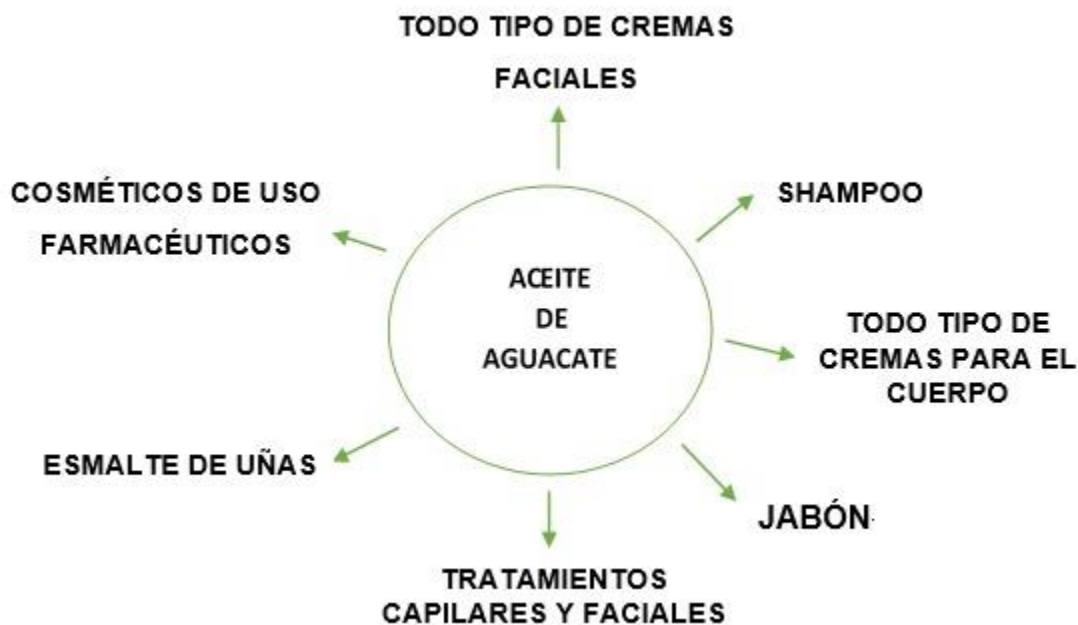 TODO TIPO DE CREMAS
FACIALES
SHAMPOO
TODO TIPO DE
CREMAS PARA EL
CUERPO
JABÓN
TRATAMIENTOS
CAPILARES Y FACIALES
ESMALTE DE UÑAS
COSMÉTICOS DE USO
FARMACÉUTICOS
ACEITE
DE
AGUACATE